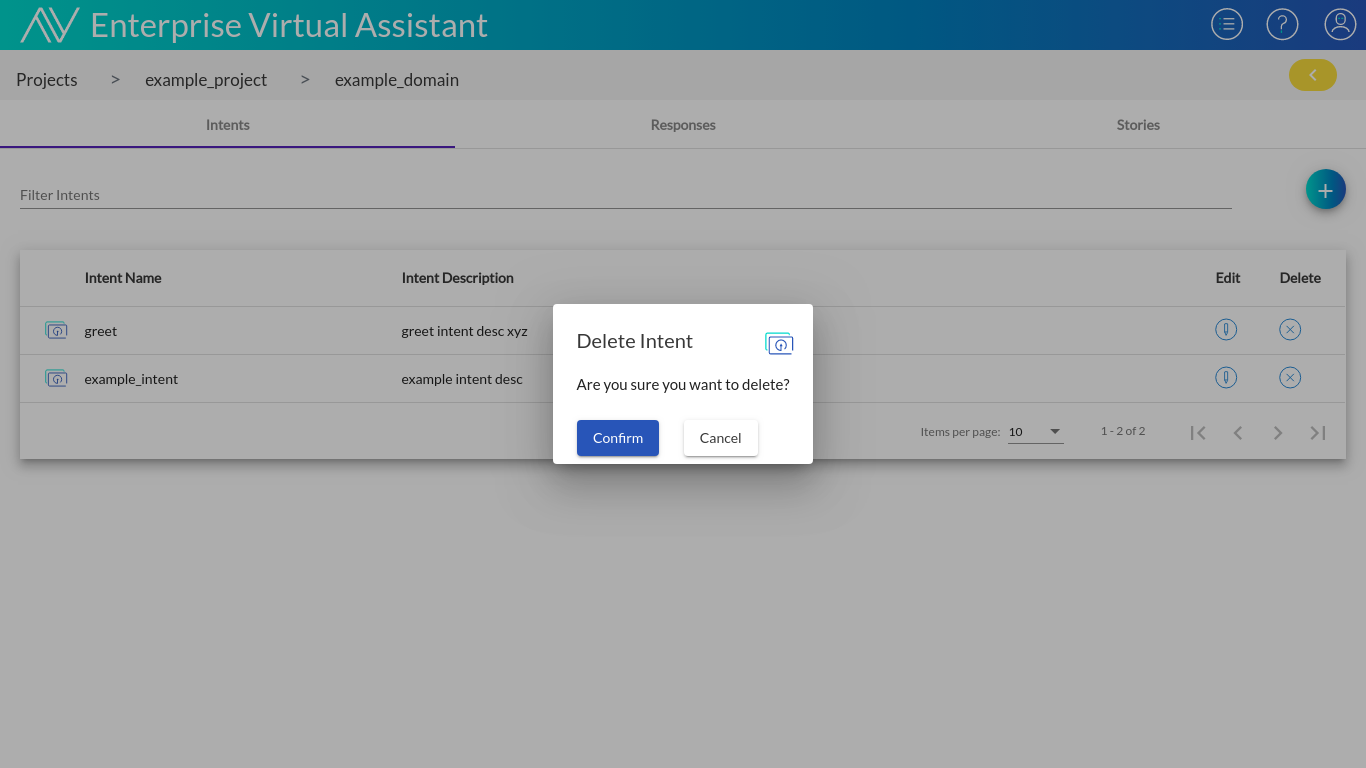 Enterprise Virtual Assistant
Projects > example_project > example_domain
Intents Responses Stories
Filter Intents
Intent Name Intent Description Edit Delete
greet greet intent desc xyz
example_intent example intent desc
Items per page: 10 1 - 2 of 2
Delete Intent
Are you sure you want to delete?
Confirm Cancel